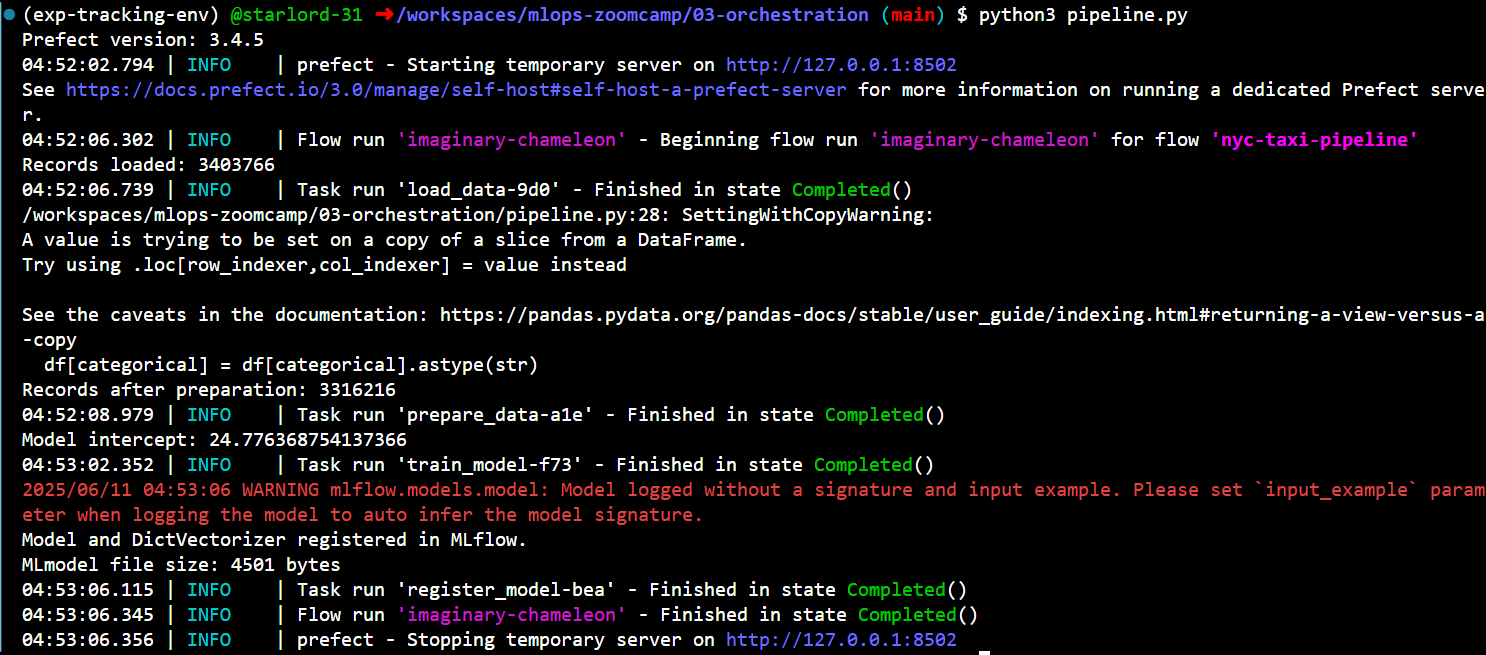 (exp-tracking-env) @starlord-31 ➜/workspaces/mlops-zoomcamp/03-orchestration (main) $ python3 pipeline.py
Prefect version: 3.4.5
04:52:02.794 | INFO    | prefect - Starting temporary server on http://127.0.0.1:8502
See https://docs.prefect.io/3.0/manage/self-host#self-host-a-prefect-server for more information on running a dedicated Prefect serve
r.
04:52:06.302 | INFO    | Flow run 'imaginary-chameleon' - Beginning flow run 'imaginary-chameleon' for flow 'nyc-taxi-pipeline'
Records loaded: 3403766
04:52:06.739 | INFO    | Task run 'load_data-9d0' - Finished in state Completed()
/workspaces/mlops-zoomcamp/03-orchestration/pipeline.py:28: SettingWithCopyWarning:
A value is trying to be set on a copy of a slice from a DataFrame.
Try using .loc[row_indexer,col_indexer] = value instead

See the caveats in the documentation: https://pandas.pydata.org/pandas-docs/stable/user_guide/indexing.html#returning-a-view-versus-a
-copy
  df[categorical] = df[categorical].astype(str)
Records after preparation: 3316216
04:52:08.979 | INFO    | Task run 'prepare_data-a1e' - Finished in state Completed()
Model intercept: 24.776368754137366
04:53:02.352 | INFO    | Task run 'train_model-f73' - Finished in state Completed()
2025/06/11 04:53:06 WARNING mlflow.models.model: Model logged without a signature and input example. Please set `input_example` param
eter when logging the model to auto infer the model signature.
Model and DictVectorizer registered in MLflow.
MLmodel file size: 4501 bytes
04:53:06.115 | INFO    | Task run 'register_model-bea' - Finished in state Completed()
04:53:06.345 | INFO    | Flow run 'imaginary-chameleon' - Finished in state Completed()
04:53:06.356 | INFO    | prefect - Stopping temporary server on http://127.0.0.1:8502